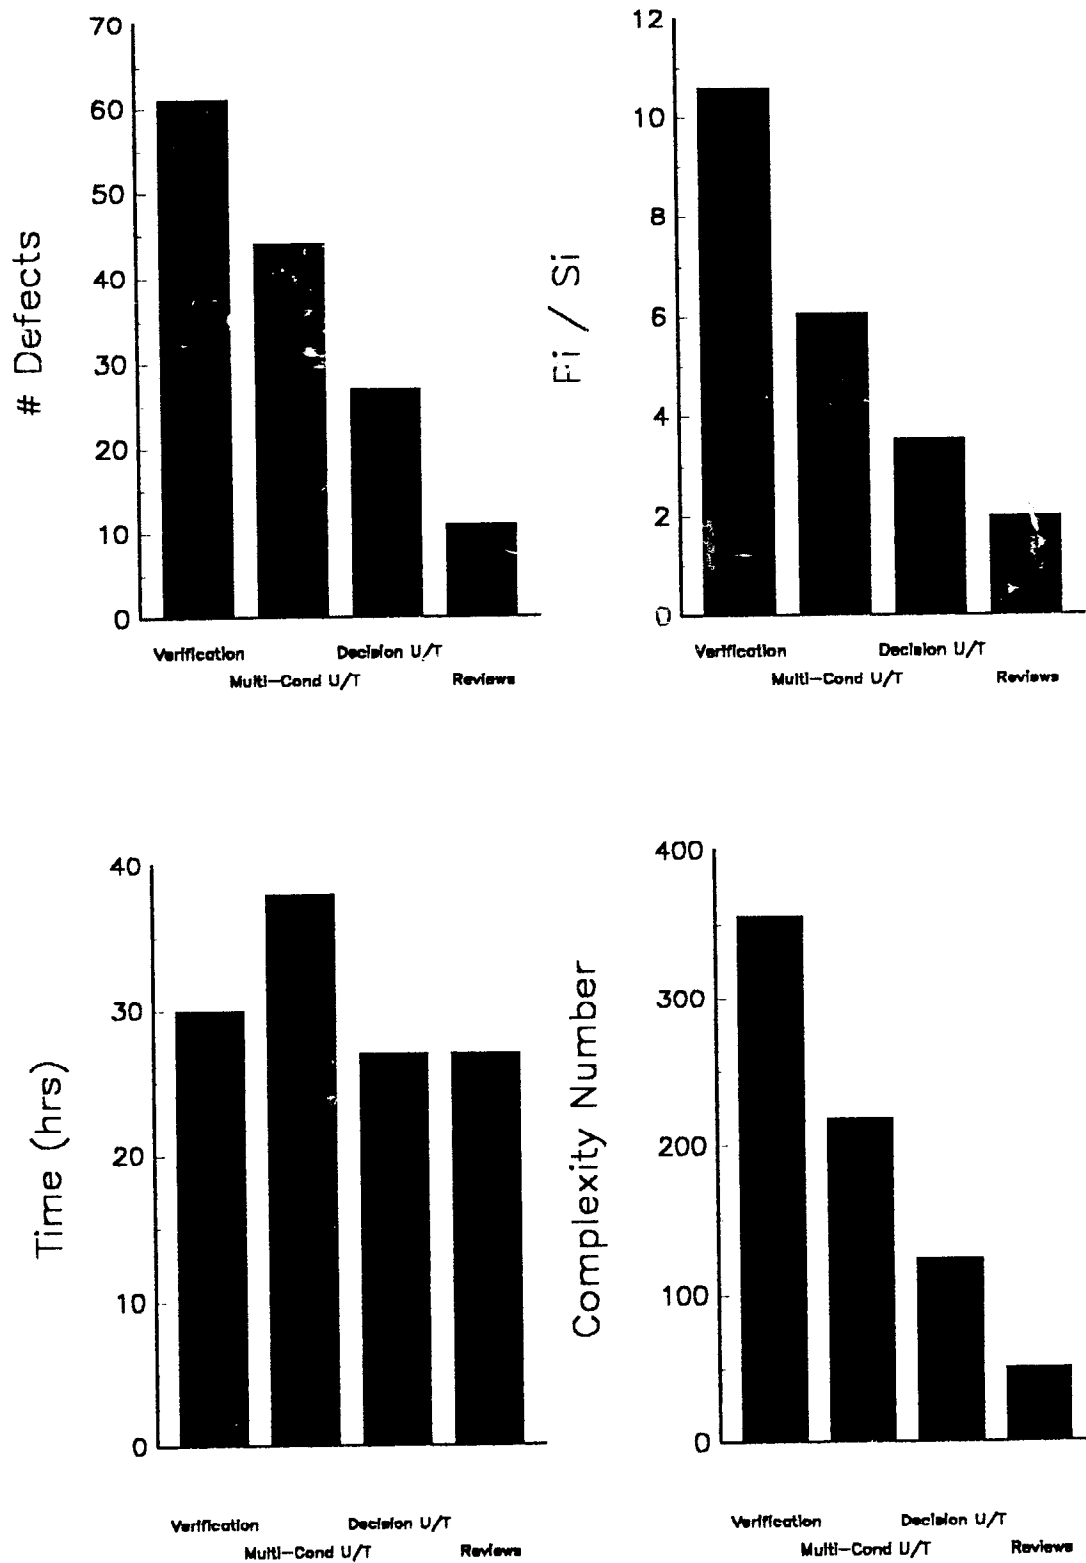 # Defects
70
60
50
40
30
20
10
0
Verification
Decision U/T
Multi-Cond U/T
Reviews
Fi / Si
12
10
8
6
4
2
0
Verification
Decision U/T
Multi-Cond U/T
Reviews
Time (hrs)
40
30
20
10
0
Verification
Decision U/T
Multi-Cond U/T
Reviews
Complexity Number
400
300
200
100
0
Verification
Decision U/T
Multi-Cond U/T
Reviews